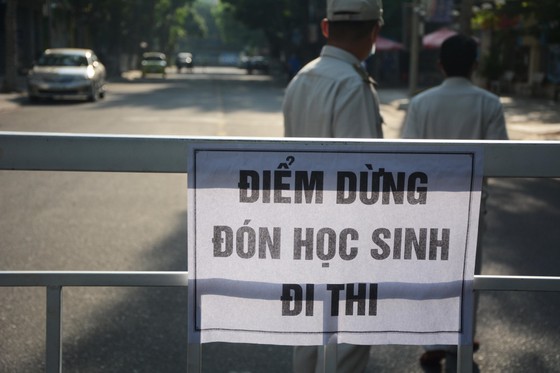 ĐIỂM DỪNG
ĐÓN HỌC SINH
ĐI THI